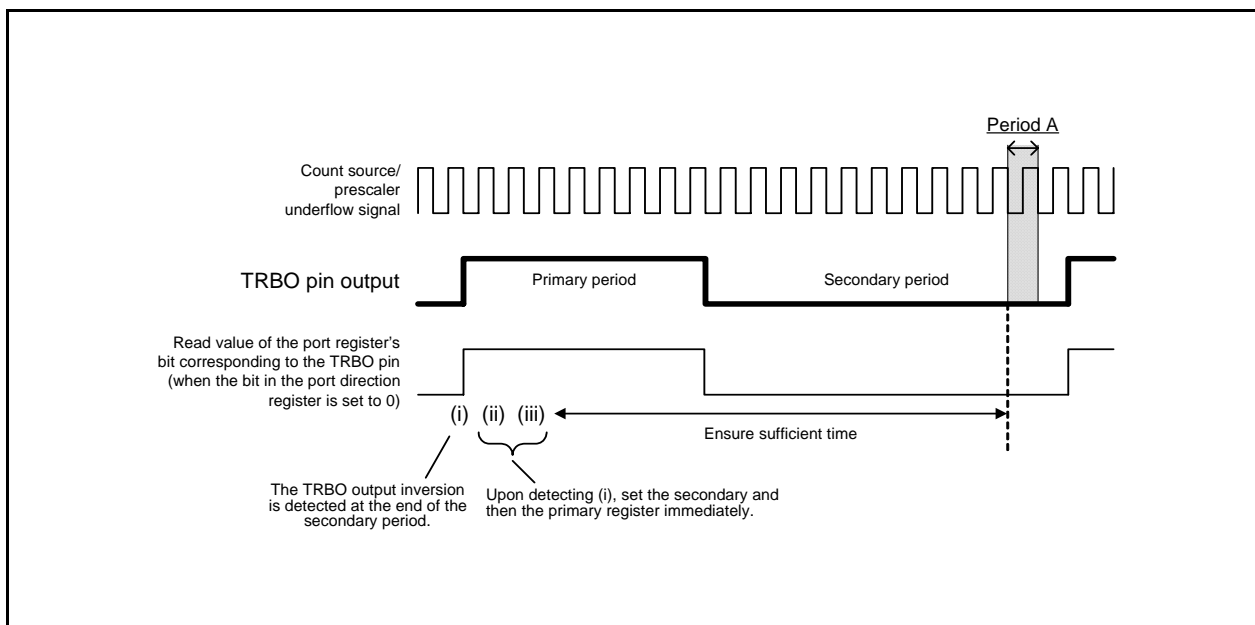 Period A
Count source/
prescaler
underflow signal
TRBO pin output
Primary period
Secondary period
Read value of the port register's
bit corresponding to the TRBO pin
(when the bit in the port direction
register is set to 0)
(i) (ii) (iii)
Ensure sufficient time
The TRBO output inversion
is detected at the end of the
secondary period.
Upon detecting (i), set the secondary and
then the primary register immediately.